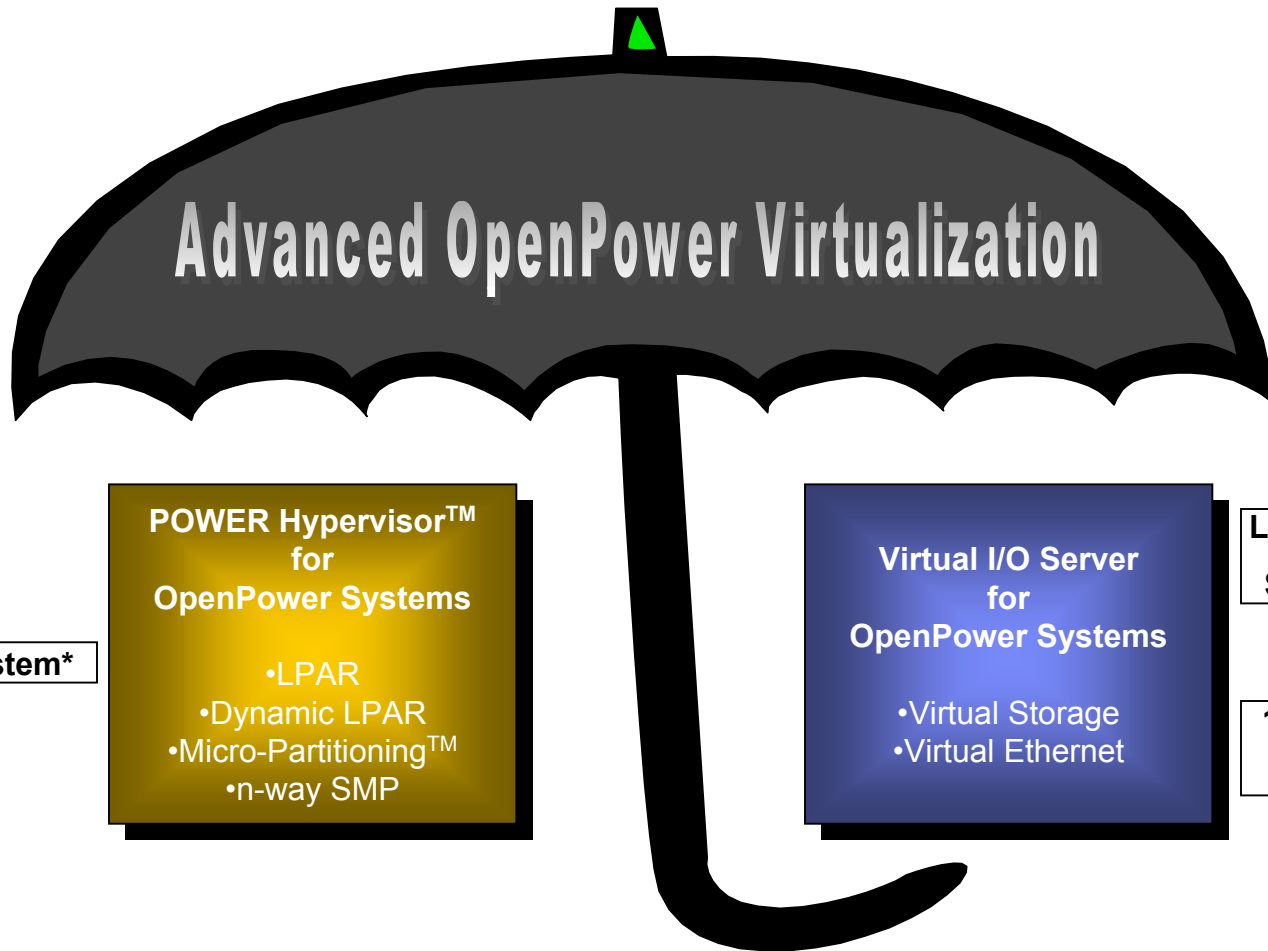 Advanced OpenPower Virtualization
POWER Hypervisor™
for
OpenPower Systems
•LPAR
•Dynamic LPAR
•Micro-Partitioning™
•n-way SMP
Virtual I/O Server
for
OpenPower Systems
•Virtual Storage
•Virtual Ethernet
stem*
L